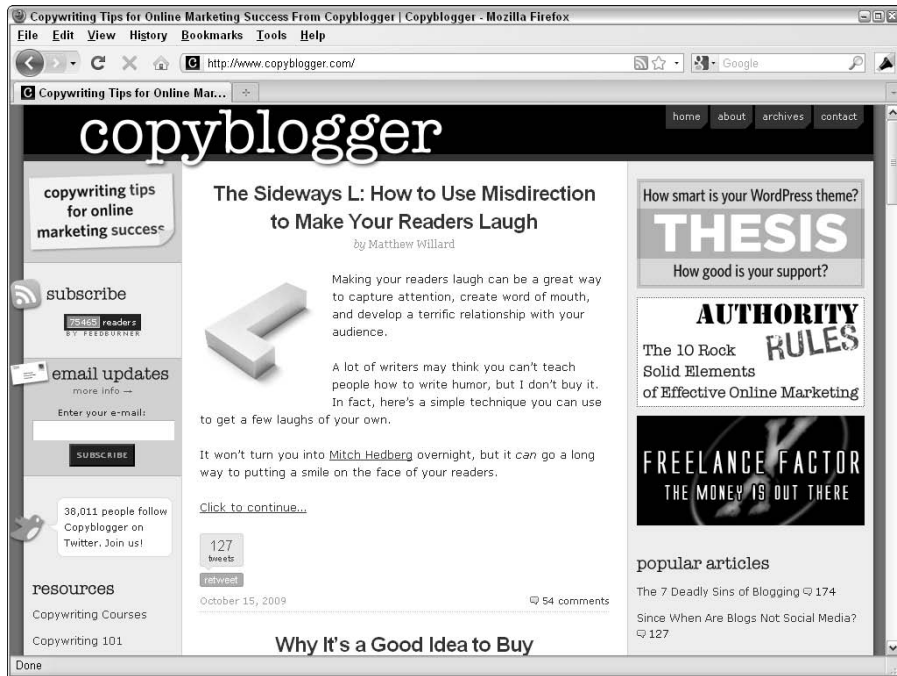 Copywriting Tips for Online Marketing Success From Copyblogger | Copyblogger - Mozilla Firefox
File Edit View History Bookmarks Tools Help
http://www.copyblogger.com/
Google
Copywriting Tips for Online Mar...
copyblogger
home about archives contact
copywriting tips
for online
marketing success
subscribe
75465 readers
BY FEEDBURNER
email updates
more info →
Enter your e-mail:
SUBSCRIBE
38,011 people follow
Copyblogger on
Twitter. Join us!
resources
Copywriting Courses
Copywriting 101
The Sideways L: How to Use Misdirection
to Make Your Readers Laugh
by Matthew Willard
Making your readers laugh can be a great way
to capture attention, create word of mouth,
and develop a terrific relationship with your
audience.
A lot of writers may think you can't teach
people how to write humor, but I don't buy it.
In fact, here's a simple technique you can use
to get a few laughs of your own.
It won't turn you into Mitch Hedberg overnight, but it can go a long
way to putting a smile on the face of your readers.
Click to continue...
127
tweets
retweet
October 15, 2009 54 comments
Why It's a Good Idea to Buy
How smart is your WordPress theme?
THESIS
How good is your support?
AUTHORITY
RULES
The 10 Rock
Solid Elements
of Effective Online Marketing
FREELANCE FACTOR
THE MONEY IS OUT THERE
popular articles
The 7 Deadly Sins of Blogging 174
Since When Are Blogs Not Social Media?
127
Done